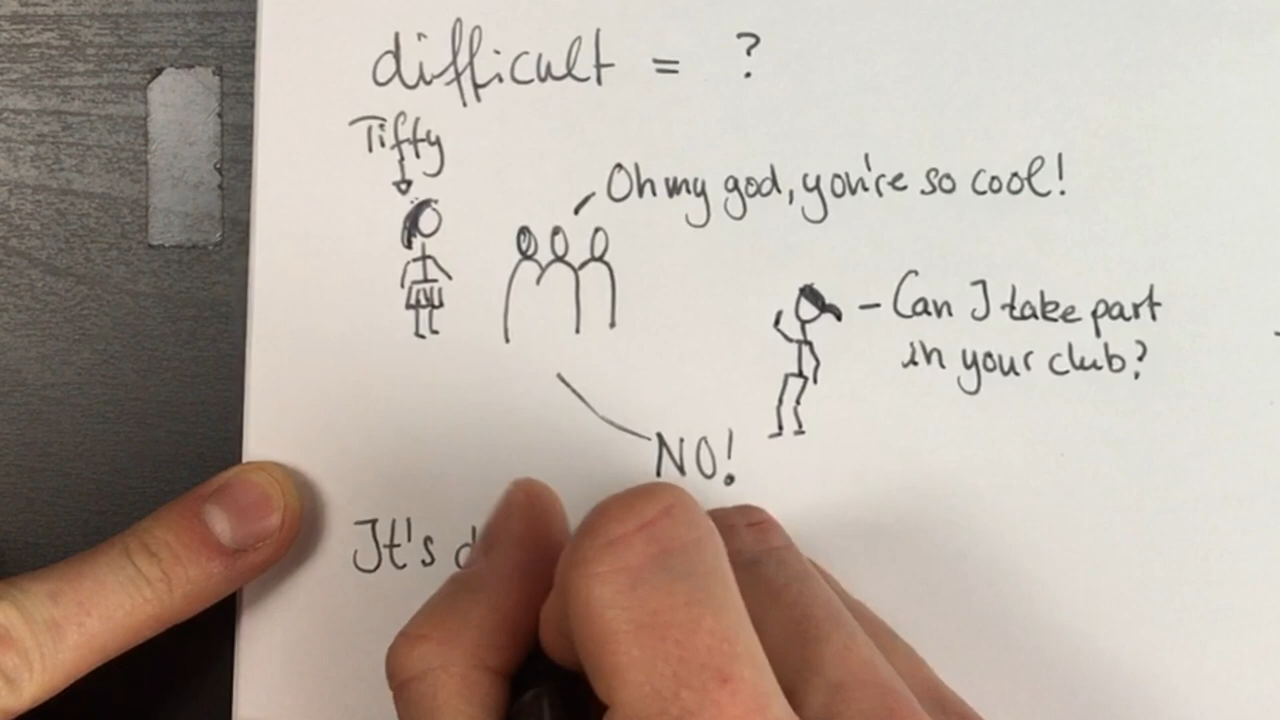 difficult = ?
Tiffy
Oh my god, you're so cool!
- Can I take part
in your club?
NO!
It's d